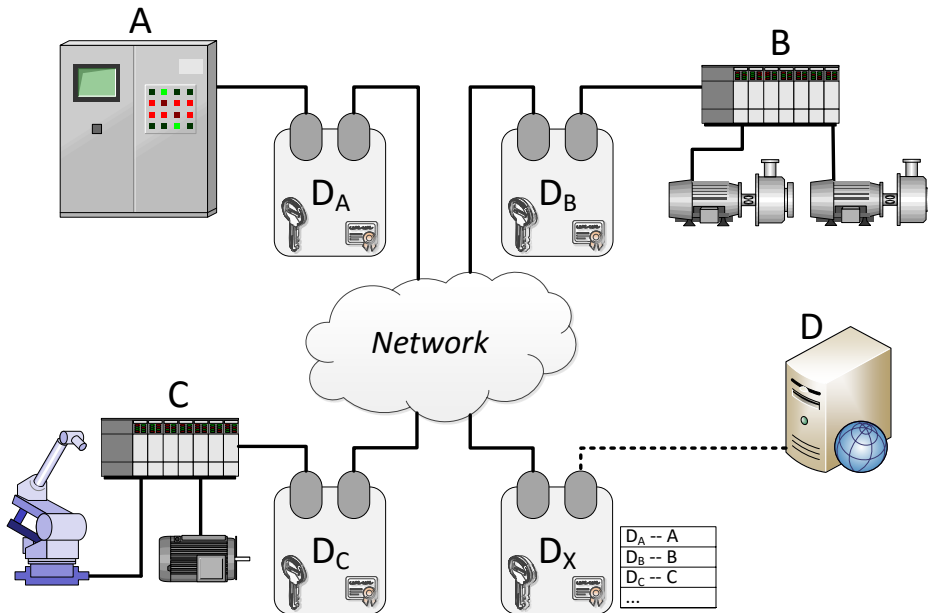 A
B
D_A
D_B
Network
D
C
D_C
D_X
D_A -- A
D_B -- B
D_C -- C
...